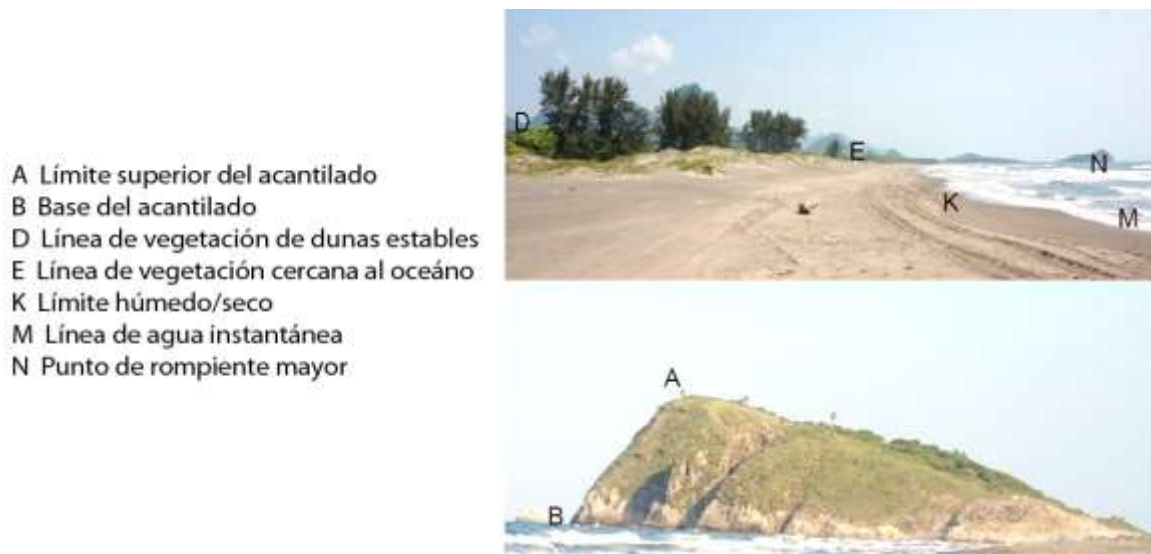 A Límite superior del acantilado
B Base del acantilado
D Línea de vegetación de dunas estables
E Línea de vegetación cercana al oceáno
K Límite húmedo/seco
M Línea de agua instantánea
N Punto de rompiente mayor
D
E
N
K
M
A
B